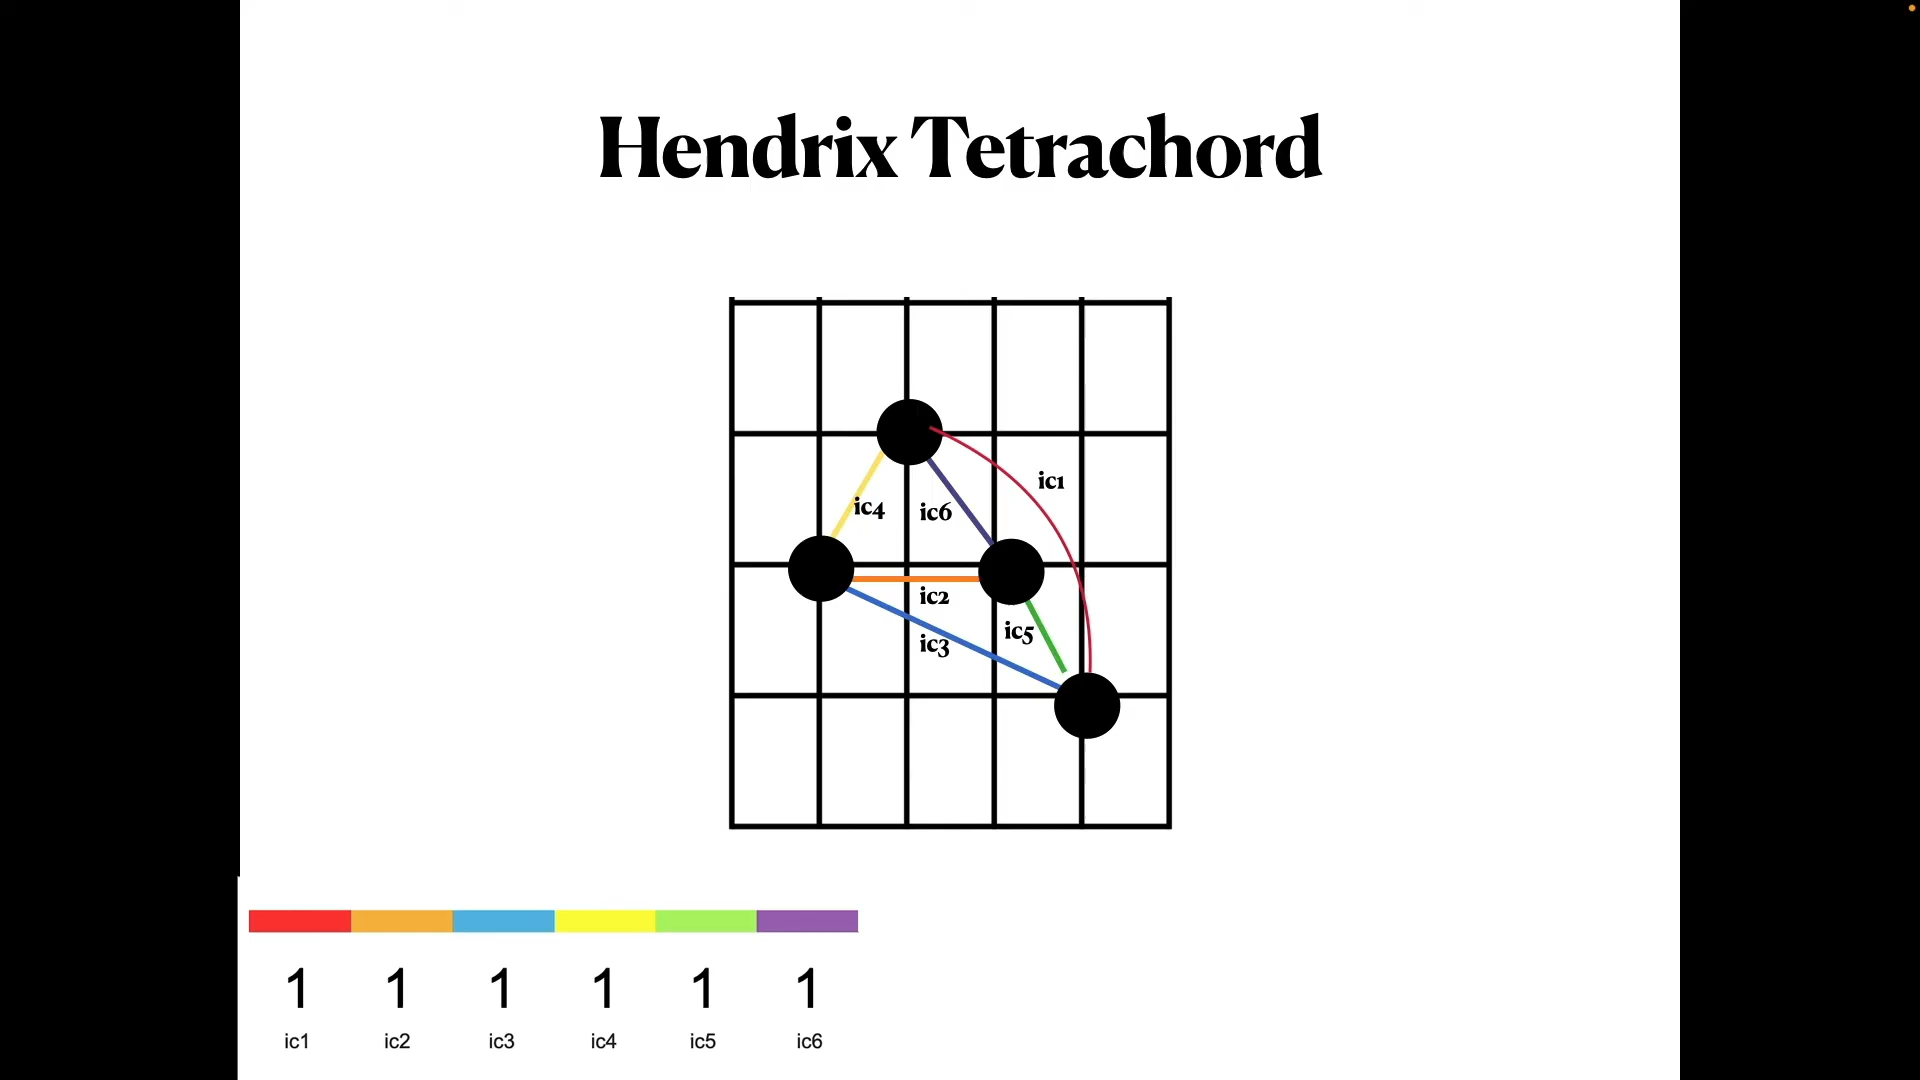 Hendrix Tetrachord
ic1
ic4
ic6
ic2
ic5
ic3
1 1 1 1 1 1
ic1 ic2 ic3 ic4 ic5 ic6